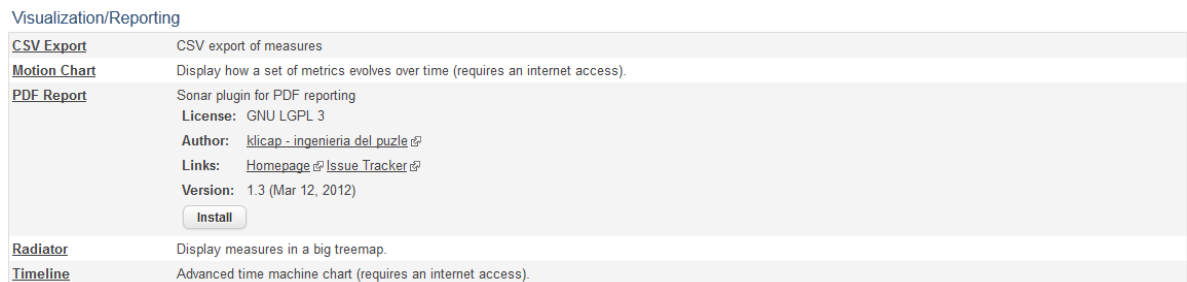 Visualization/Reporting
CSV Export CSV export of measures
Motion Chart Display how a set of metrics evolves over time (requires an internet access).
PDF Report Sonar plugin for PDF reporting
License: GNU LGPL 3
Author: klicap - ingenieria del puzle
Links: Homepage Issue Tracker
Version: 1.3 (Mar 12, 2012)
Install
Radiator Display measures in a big treemap.
Timeline Advanced time machine chart (requires an internet access).